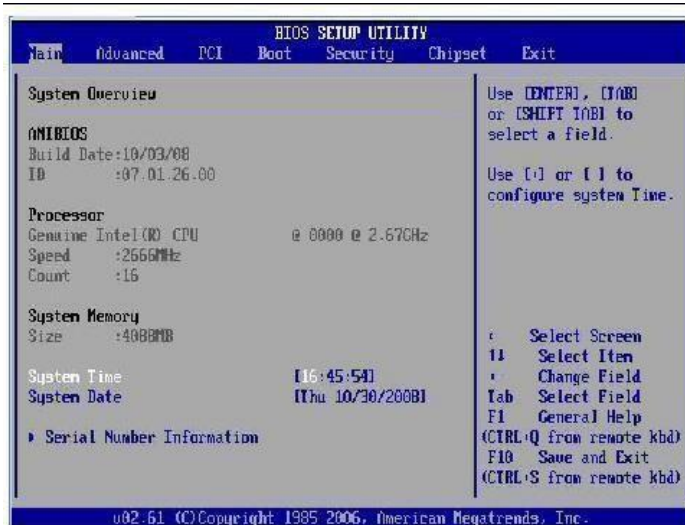 BIOS SETUP UTILITY
Main Advanced PCI Boot Security Chipset Exit
System Overview
AMIBIOS
Build Date:10/03/08
ID :07.01.26.00
Processor
Genuine Intel(R) CPU @ 0000 @ 2.67GHz
Speed :2666MHz
Count :16
System Memory
Size :4088MB
System Time [16:45:54]
System Date [Thu 10/30/2008]
Serial Number Information
Use [ENTER], [TAB]
or [SHIFT TAB] to
select a field.
Use [+] or [ ] to
configure system Time.
Select Screen
↑↓ Select Item
Change Field
Tab Select Field
F1 General Help
(CTRL+Q from remote kbd)
F10 Save and Exit
(CTRL+S from remote kbd)
v02.61 (C)Copyright 1985 2006, American Megatrends, Inc.